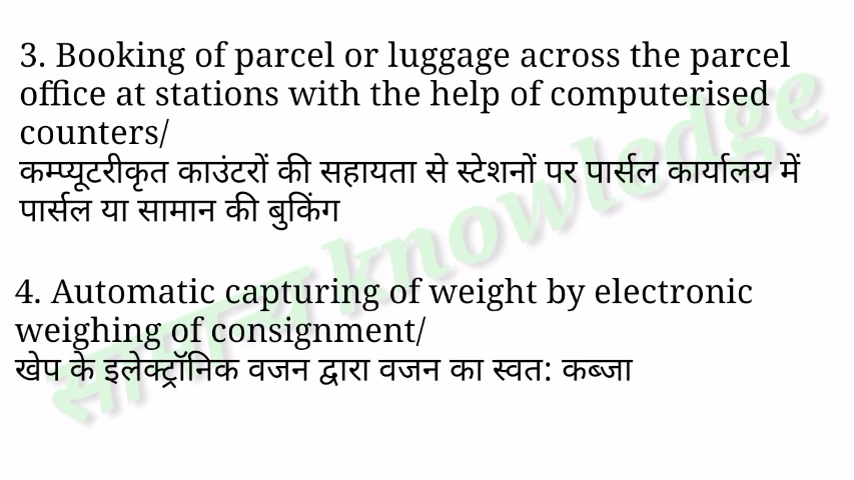 3. Booking of parcel or luggage across the parcel
office at stations with the help of computerised
counters/
कम्प्यूटरीकृत काउंटरों की सहायता से स्टेशनों पर पार्सल कार्यालय में
पार्सल या सामान की बुकिंग
4. Automatic capturing of weight by electronic
weighing of consignment/
खेप के इलेक्ट्रॉनिक वजन द्वारा वजन का स्वत: कब्जा
सामान्य knowledge